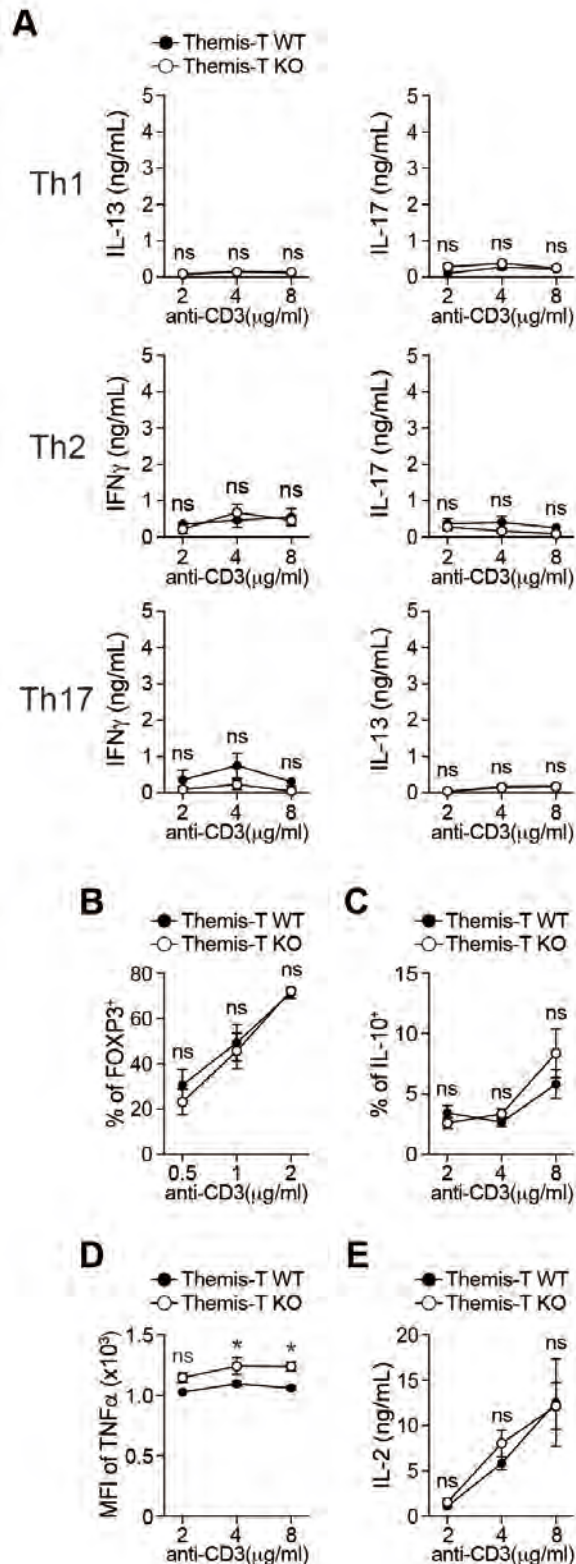 A
Themis-T WT
Themis-T KO
Th1
IL-13 (ng/mL)
5
4
3
2
1
0
ns ns ns
2 4 8
anti-CD3(μg/ml)
IL-17 (ng/mL)
5
4
3
2
1
0
ns ns ns
2 4 8
anti-CD3(μg/ml)
Th2
IFNγ (ng/mL)
5
4
3
2
1
0
ns ns ns
2 4 8
anti-CD3(μg/ml)
IL-17 (ng/mL)
5
4
3
2
1
0
ns ns ns
2 4 8
anti-CD3(μg/ml)
Th17
IFNγ (ng/mL)
5
4
3
2
1
0
ns ns ns
2 4 8
anti-CD3(μg/ml)
IL-13 (ng/mL)
5
4
3
2
1
0
ns ns ns
2 4 8
anti-CD3(μg/ml)
B
Themis-T WT
Themis-T KO
% of FOXP3⁺
80
60
40
20
0
ns ns ns
0.5 1 2
anti-CD3(μg/ml)
C
Themis-T WT
Themis-T KO
% of IL-10⁺
15
10
5
0
ns ns ns
2 4 8
anti-CD3(μg/ml)
D
Themis-T WT
Themis-T KO
MFI of TNFα (x10³)
1.5
1.0
0.5
0
ns * *
2 4 8
anti-CD3(μg/ml)
E
Themis-T WT
Themis-T KO
IL-2 (ng/mL)
20
15
10
5
0
ns ns ns
2 4 8
anti-CD3(μg/ml)